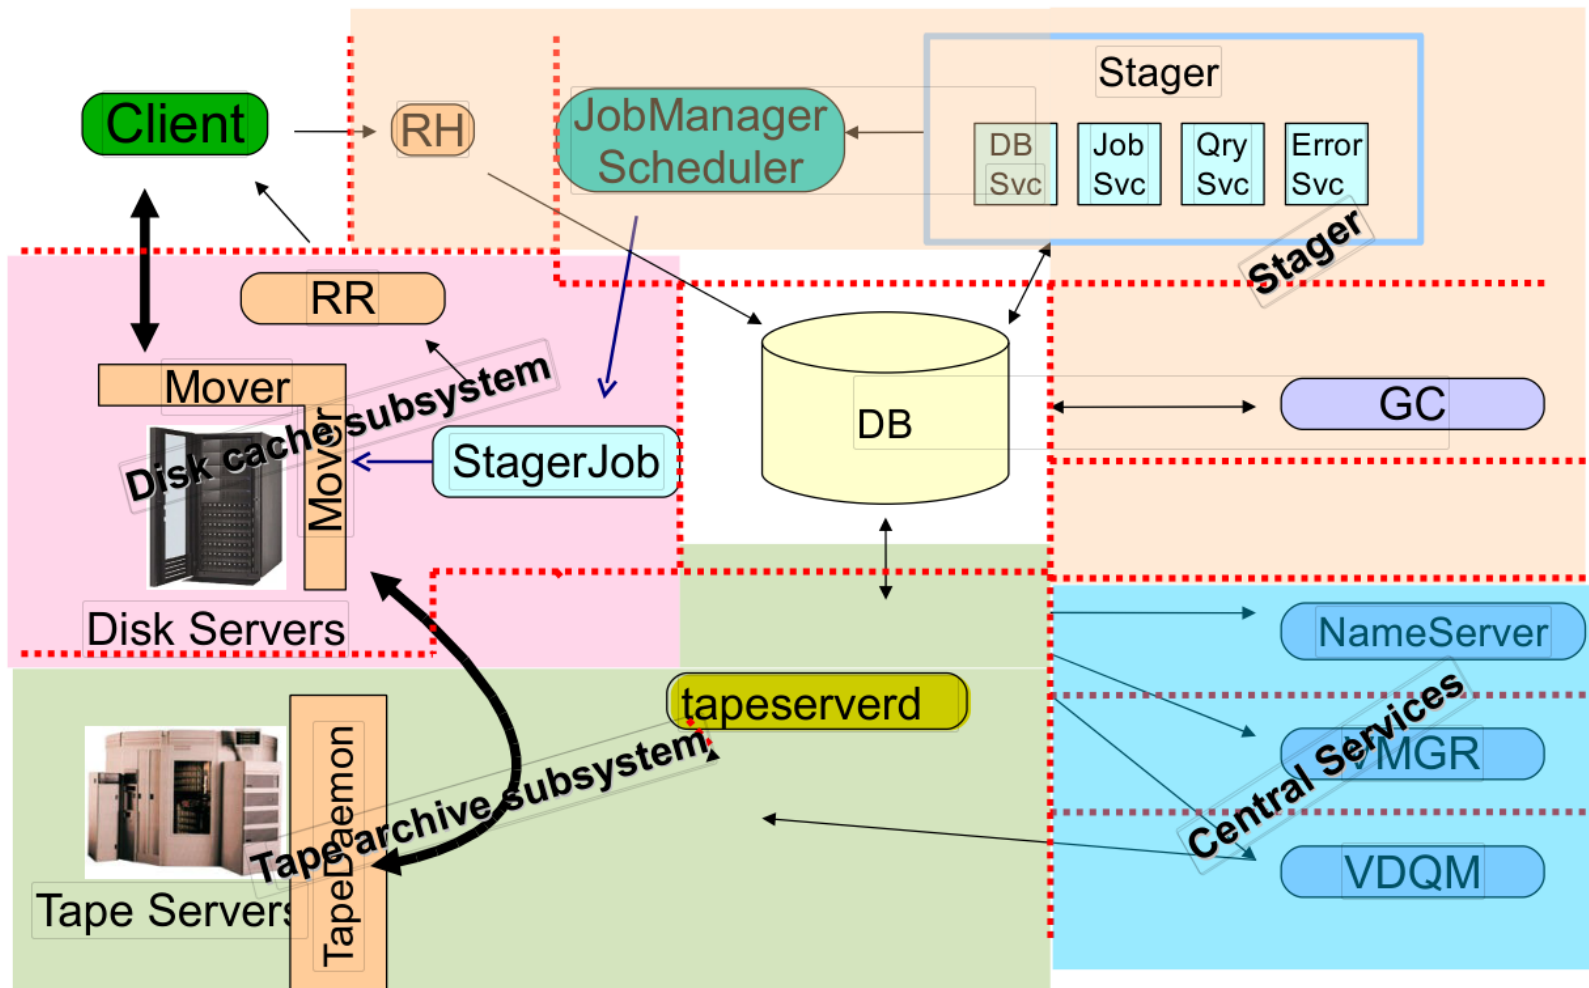 Stager
Client
RH
JobManager
Scheduler
DB
Svc
Job
Svc
Qry
Svc
Error
Svc
Stager
RR
Mover
Mover
Disk cache subsystem
StagerJob
DB
GC
Disk Servers
NameServer
tapeserverd
VMGR
Central Services
Tape archive subsystem
TapeDaemon
Tape Servers
VDQM